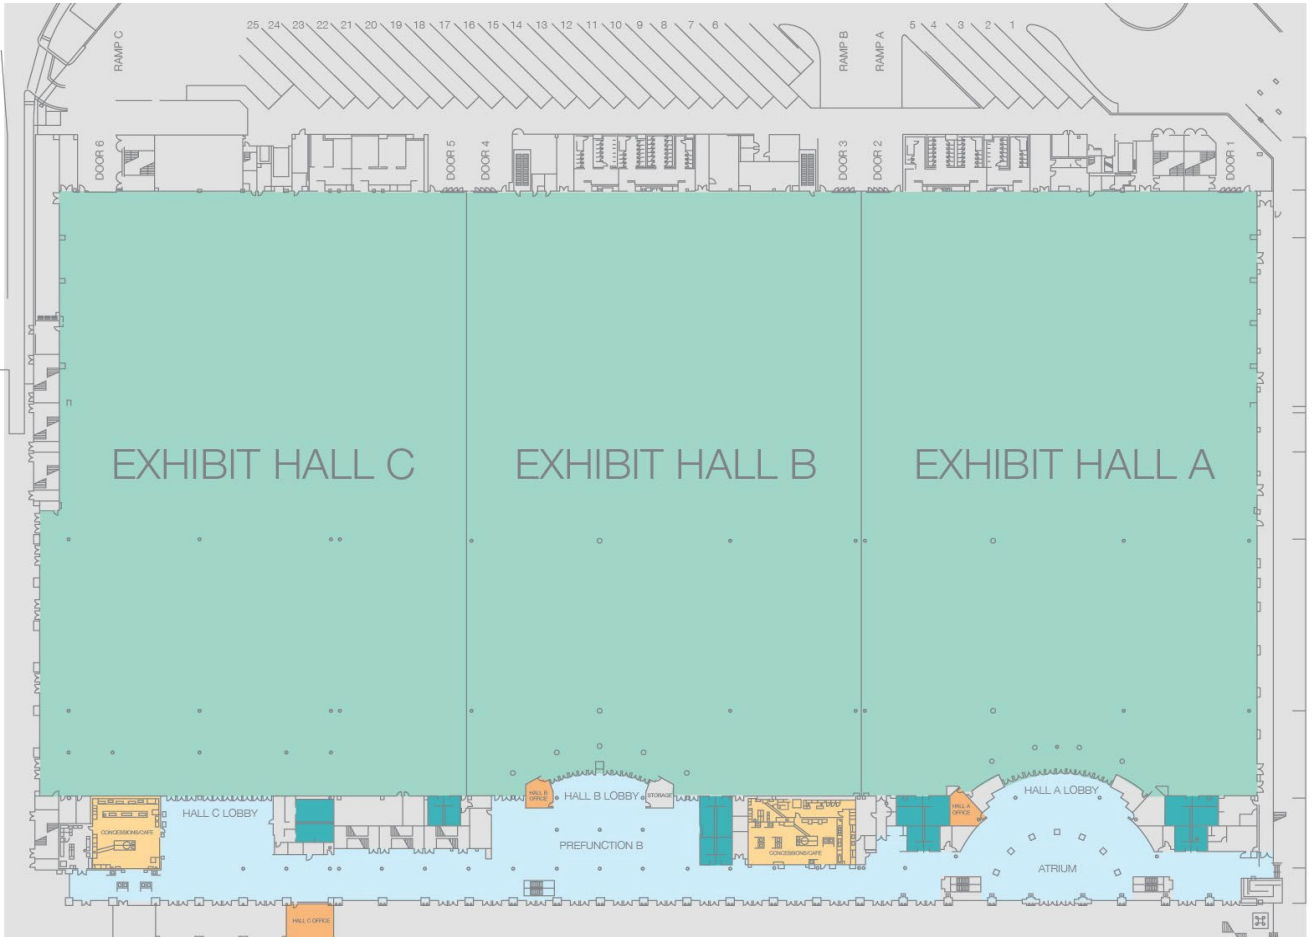 25 24 23 22 21 20 19 18 17 16 15 14 13 12 11 10 9 8 7 6 5 4 3 2 1
RAMP C
RAMP B
RAMP A
DOOR 6
DOOR 5
DOOR 4
DOOR 3
DOOR 2
DOOR 1
EXHIBIT HALL C
EXHIBIT HALL B
EXHIBIT HALL A
HALL B
OFFICE
HALL B LOBBY
STORAGE
HALL A LOBBY
HALL C LOBBY
HALL A
OFFICE
CONCESSIONS/CAFE
PREFUNCTION B
CONCESSIONS/CAFE
ATRIUM
HALL C OFFICE